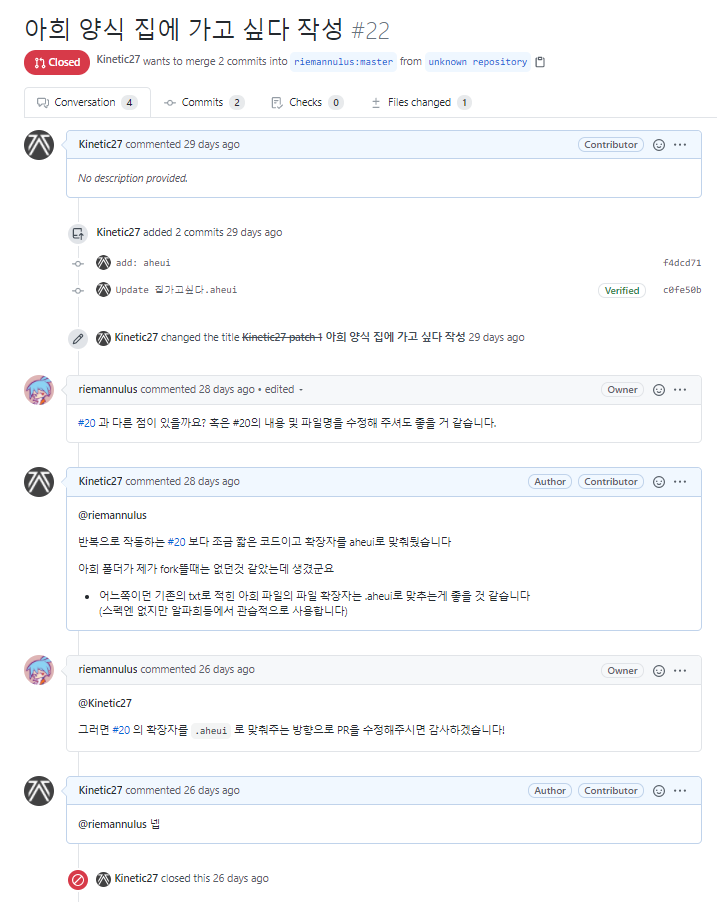 아희 양식 집에 가고 싶다 작성 #22
Closed Kinetic27 wants to merge 2 commits into riemannulus:master from unknown repository
Conversation 4 Commits 2 Checks 0 Files changed 1
Kinetic27 commented 29 days ago Contributor
No description provided.
Kinetic27 added 2 commits 29 days ago
add: aheui f4dcd71
Update 집가고싶다.aheui Verified c0fe50b
Kinetic27 changed the title Kinetic27 patch 1 아희 양식 집에 가고 싶다 작성 29 days ago
riemannulus commented 28 days ago • edited Owner
#20 과 다른 점이 있을까요? 혹은 #20의 내용 및 파일명을 수정해 주셔도 좋을 거 같습니다.
Kinetic27 commented 28 days ago Author Contributor
@riemannulus
반복으로 작동하는 #20 보다 조금 짧은 코드이고 확장자를 aheui로 맞춰뒀습니다
아희 폴더가 제가 fork뜰때는 없던것 같았는데 생겼군요
• 어느쪽이던 기존의 txt로 적힌 아희 파일의 파일 확장자는 .aheui로 맞추는게 좋을 것 같습니다
(스펙엔 없지만 알파희등에서 관습적으로 사용합니다)
riemannulus commented 26 days ago Owner
@Kinetic27
그러면 #20 의 확장자를 .aheui 로 맞춰주는 방향으로 PR을 수정해주시면 감사하겠습니다!
Kinetic27 commented 26 days ago Author Contributor
@riemannulus 넵
Kinetic27 closed this 26 days ago